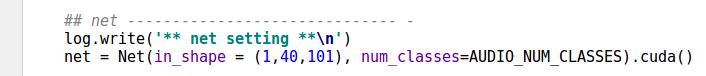 ## net ------------------------------ -
log.write('** net setting **\n')
net = Net(in_shape = (1,40,101), num_classes=AUDIO_NUM_CLASSES).cuda()